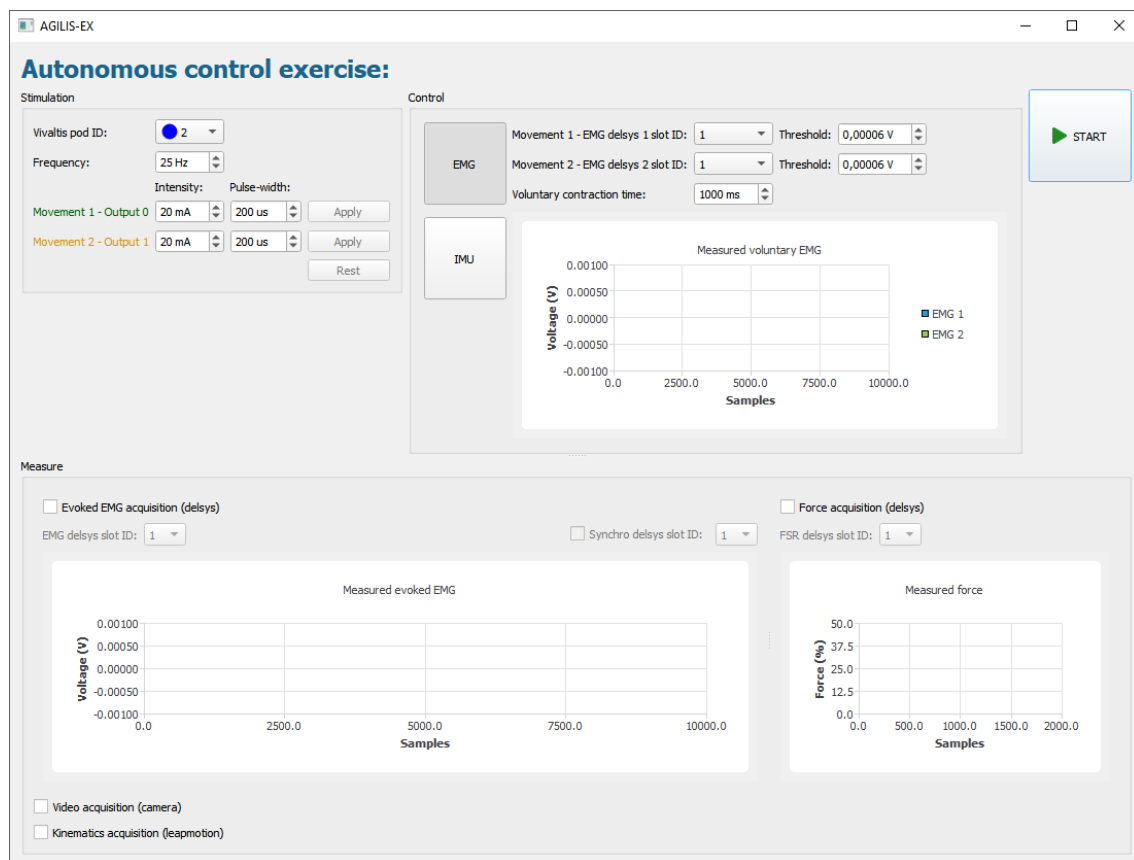 AGILIS-EX
Autonomous control exercise:
Stimulation
Vivaltis pod ID: 2
Frequency: 25 Hz
Intensity: Pulse-width:
Movement 1 - Output 0 20 mA 200 us Apply
Movement 2 - Output 1 20 mA 200 us Apply
Rest
Control
EMG
IMU
Movement 1 - EMG delsys 1 slot ID: 1 Threshold: 0,00006 V
Movement 2 - EMG delsys 2 slot ID: 1 Threshold: 0,00006 V
Voluntary contraction time: 1000 ms
Measured voluntary EMG
Voltage (V)
0.00100
0.00050
0.00000
-0.00050
-0.00100
0.0 2500.0 5000.0 7500.0 10000.0
Samples
EMG 1
EMG 2
START
Measure
Evoked EMG acquisition (delsys)
EMG delsys slot ID: 1 Synchro delsys slot ID: 1
Measured evoked EMG
Voltage (V)
0.00100
0.00050
0.00000
-0.00050
-0.00100
0.0 2500.0 5000.0 7500.0 10000.0
Samples
Force acquisition (delsys)
FSR delsys slot ID: 1
Measured force
Force (%)
50.0
37.5
25.0
12.5
0.0
0.0 500.0 1000.0 1500.0 2000.0
Samples
Video acquisition (camera)
Kinematics acquisition (leapmotion)